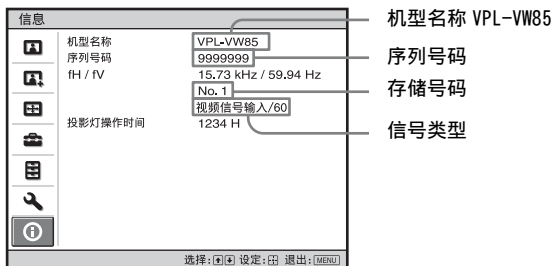 信息
机型名称 VPL-VW85
序列号码 9999999
fH / fV 15.73 kHz / 59.94 Hz
No. 1
视频信号输入/60
投影灯操作时间 1234 H
选择: 设定: 退出: MENU
机型名称 VPL-VW85
序列号码
存储号码
信号类型